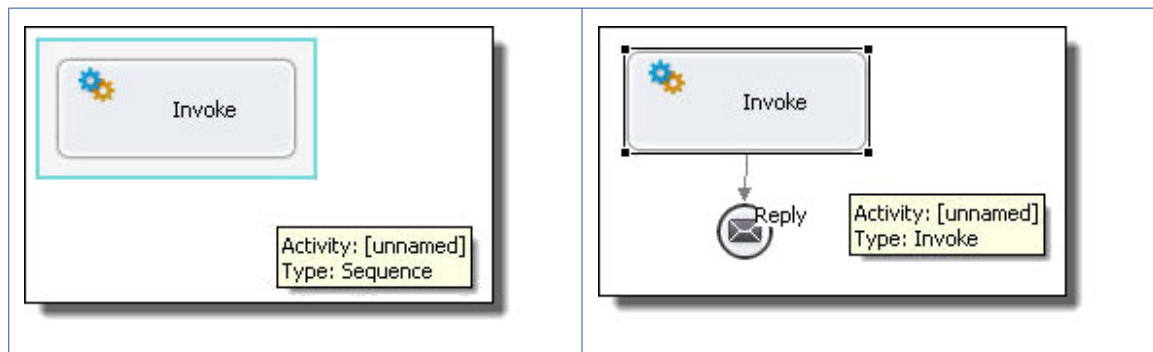 Invoke
Activity: [unnamed]
Type: Sequence
Invoke
Reply
Activity: [unnamed]
Type: Invoke